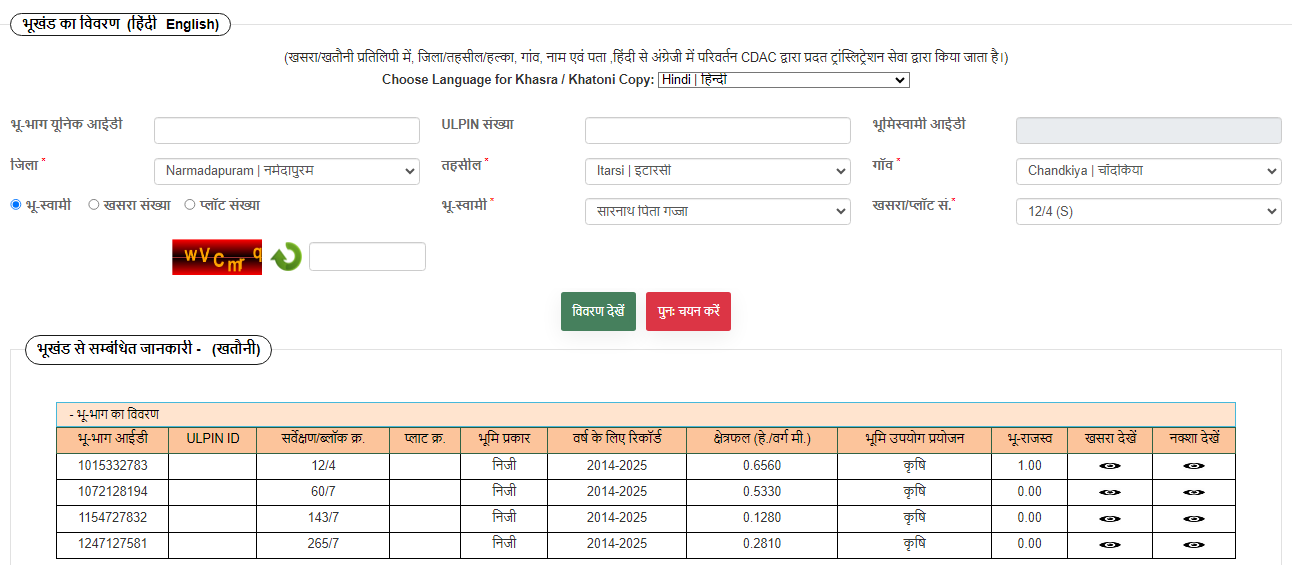 भूखंड का विवरण (हिंदी English)
(खसरा/खतौनी प्रतिलिपी में, जिला/तहसील/हल्का, गांव, नाम एवं पता ,हिंदी से अंग्रेजी में परिवर्तन CDAC द्वारा प्रदत ट्रांस्लिट्रेशन सेवा द्वारा किया जाता है।)
Choose Language for Khasra / Khatoni Copy: Hindi | हिन्दी
भू-भाग यूनिक आईडी ULPIN संख्या भूमिस्वामी आईडी
जिला * Narmadapuram | नर्मदापुरम तहसील * Itarsi | इटारसी गाँव * Chandkiya | चाँदकिया
भू-स्वामी खसरा संख्या प्लॉट संख्या भू-स्वामी * सारनाथ पिता गज्जा खसरा/प्लॉट सं.* 12/4 (S)
wVCmrq
विवरण देखें पुनः चयन करें
भूखंड से सम्बंधित जानकारी - (खतौनी)
- भू-भाग का विवरण
भू-भाग आईडी ULPIN ID सर्वेक्षण/ब्लॉक क्र. प्लाट क्र. भूमि प्रकार वर्ष के लिए रिकॉर्ड क्षेत्रफल (हे./वर्ग मी.) भूमि उपयोग प्रयोजन भू-राजस्व खसरा देखें नक्शा देखें
1015332783 12/4 निजी 2014-2025 0.6560 कृषि 1.00
1072128194 60/7 निजी 2014-2025 0.5330 कृषि 0.00
1154727832 143/7 निजी 2014-2025 0.1280 कृषि 0.00
1247127581 265/7 निजी 2014-2025 0.2810 कृषि 0.00